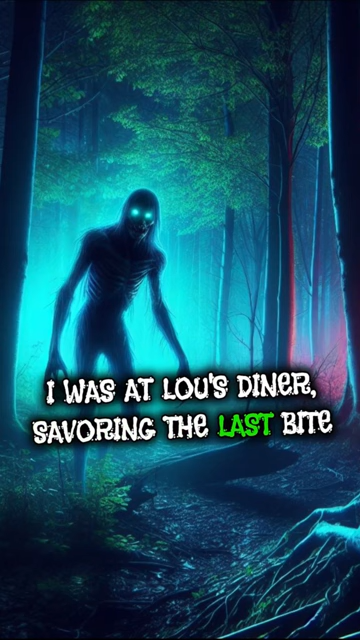 I WAS AT LOU'S DINER,
SAVORING THE LAST BITE